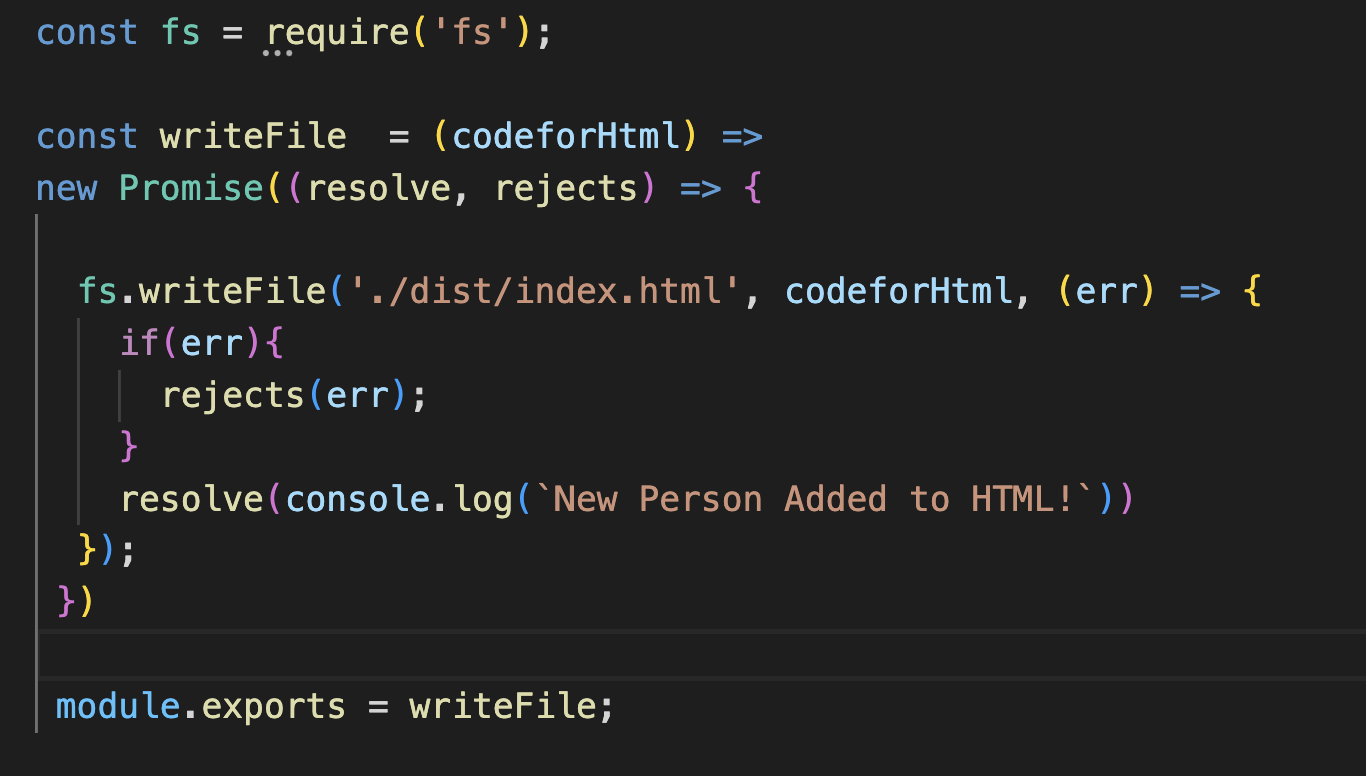 const fs = require('fs');
const writeFile  = (codeforHtml) =>
new Promise((resolve, rejects) => {
fs.writeFile('./dist/index.html', codeforHtml, (err) => {
if(err){
rejects(err);
}
resolve(console.log(`New Person Added to HTML!`))
});
})
module.exports = writeFile;